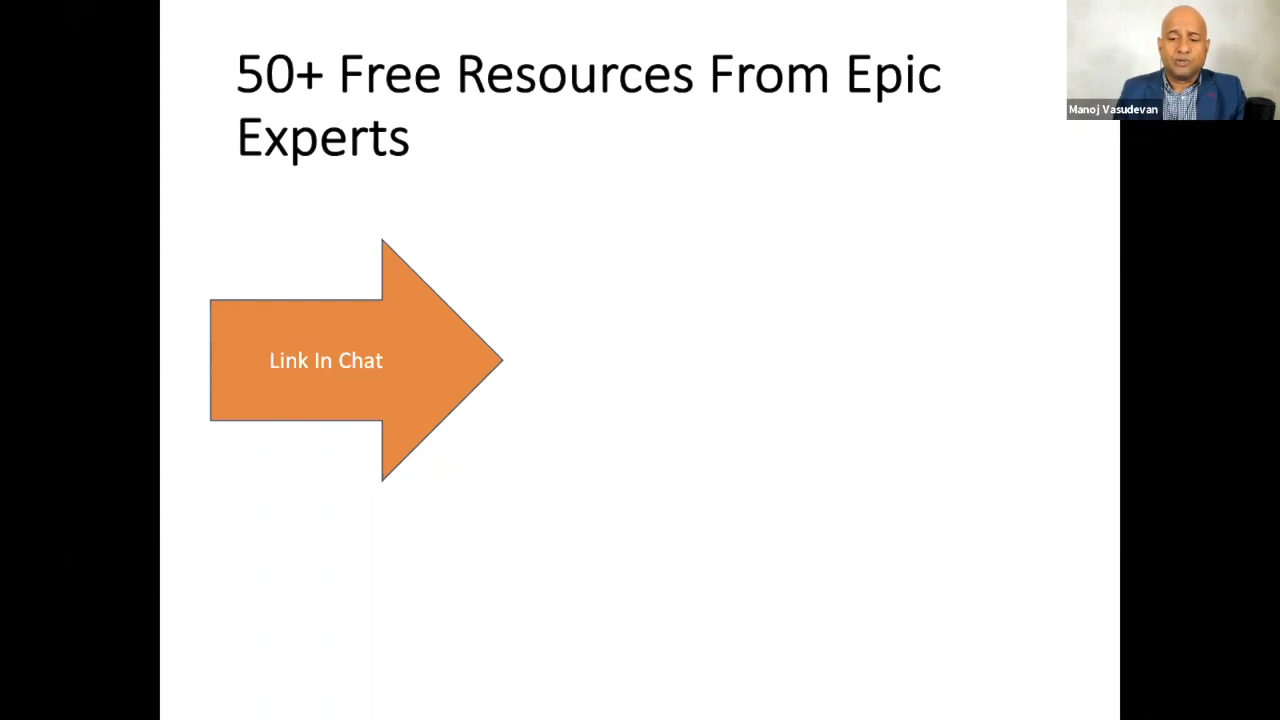 50+ Free Resources From Epic
Experts
Manoj Vasudevan
Link In Chat